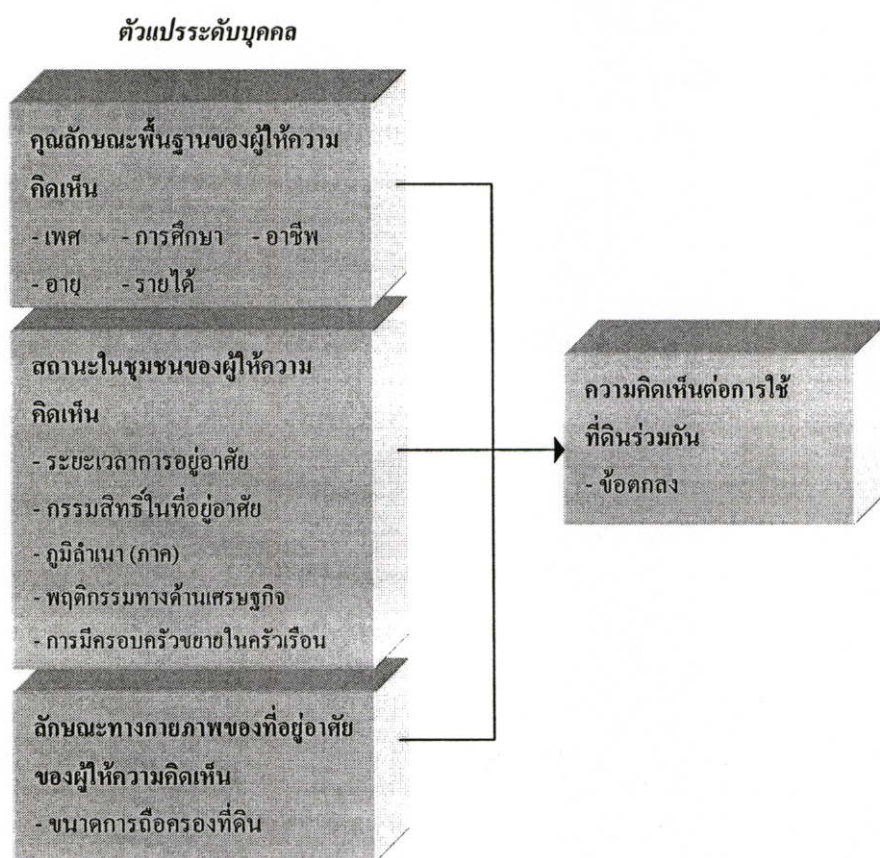 ตัวแปรระดับบุคคล
คุณลักษณะพื้นฐานของผู้ให้ความ
คิดเห็น
- เพศ - การศึกษา - อาชีพ
- อายุ - รายได้
สถานะในชุมชนของผู้ให้ความ
คิดเห็น
- ระยะเวลาการอยู่อาศัย
- กรรมสิทธิ์ในที่อยู่อาศัย
- ภูมิลำเนา (ภาค)
- พฤติกรรมทางด้านเศรษฐกิจ
- การมีครอบครัวขยายในครัวเรือน
ลักษณะทางกายภาพของที่อยู่อาศัย
ของผู้ให้ความคิดเห็น
- ขนาดการถือครองที่ดิน
ความคิดเห็นต่อการใช้
ที่ดินร่วมกัน
- ข้อตกลง